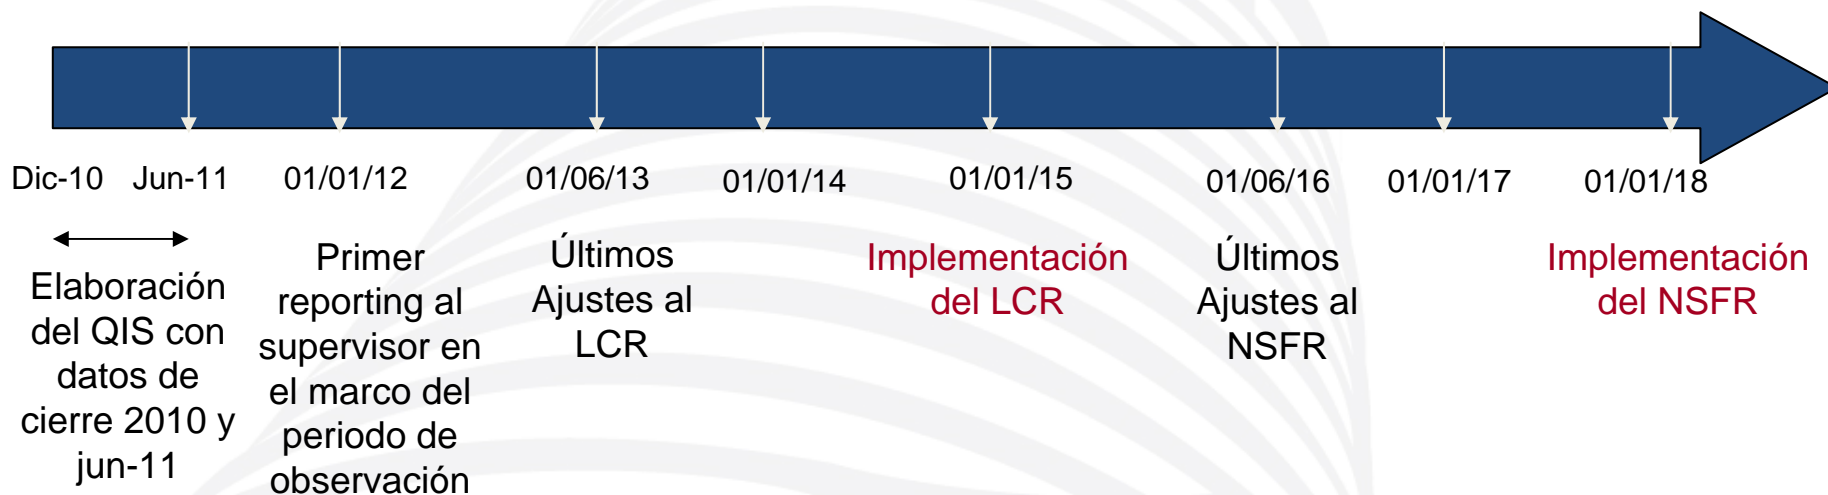 Dic-10 Jun-11 01/01/12 01/06/13 01/01/14 01/01/15 01/06/16 01/01/17 01/01/18
Elaboración
del QIS con
datos de
cierre 2010 y
jun-11
Primer
reporting al
supervisor en
el marco del
periodo de
observación
Últimos
Ajustes al
LCR
Implementación
del LCR
Últimos
Ajustes al
NSFR
Implementación
del NSFR